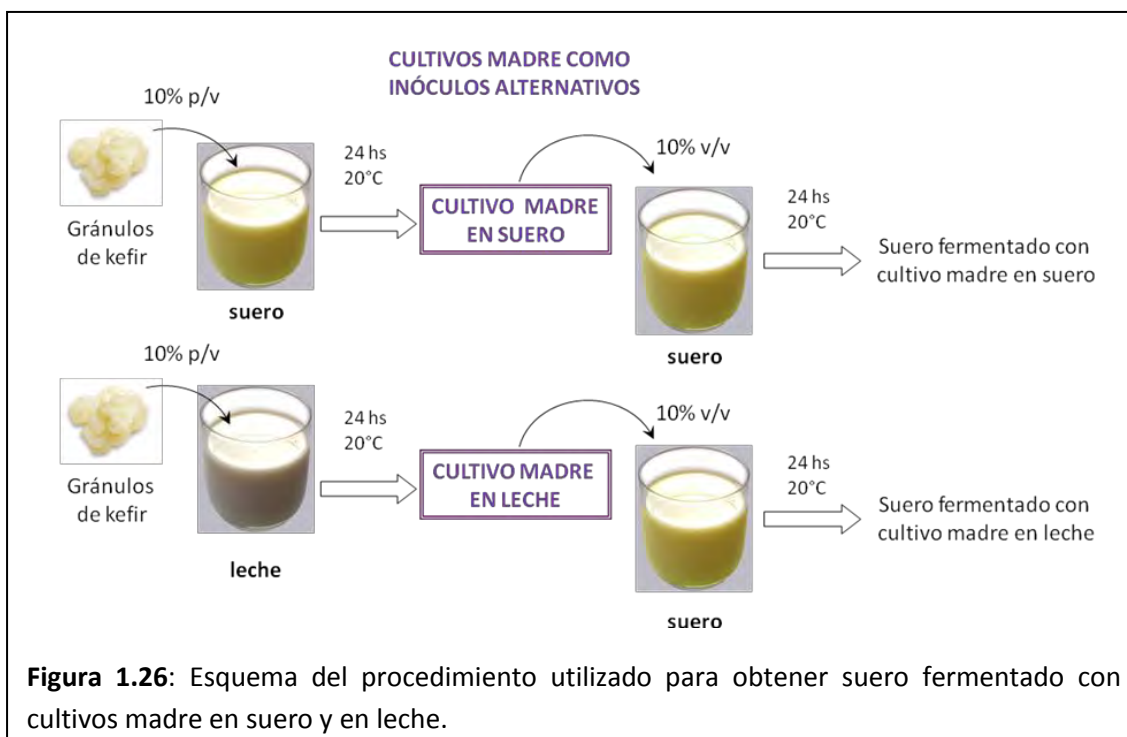 CULTIVOS MADRE COMO
INÓCULOS ALTERNATIVOS
10% p/v
Gránulos
de kefir
suero
24 hs
20°C
CULTIVO MADRE
EN SUERO
10% v/v
suero
24 hs
20°C
Suero fermentado con
cultivo madre en suero
10% p/v
Gránulos
de kefir
leche
24 hs
20°C
CULTIVO MADRE
EN LECHE
10% v/v
suero
24 hs
20°C
Suero fermentado con
cultivo madre en leche
Figura 1.26: Esquema del procedimiento utilizado para obtener suero fermentado con
cultivos madre en suero y en leche.